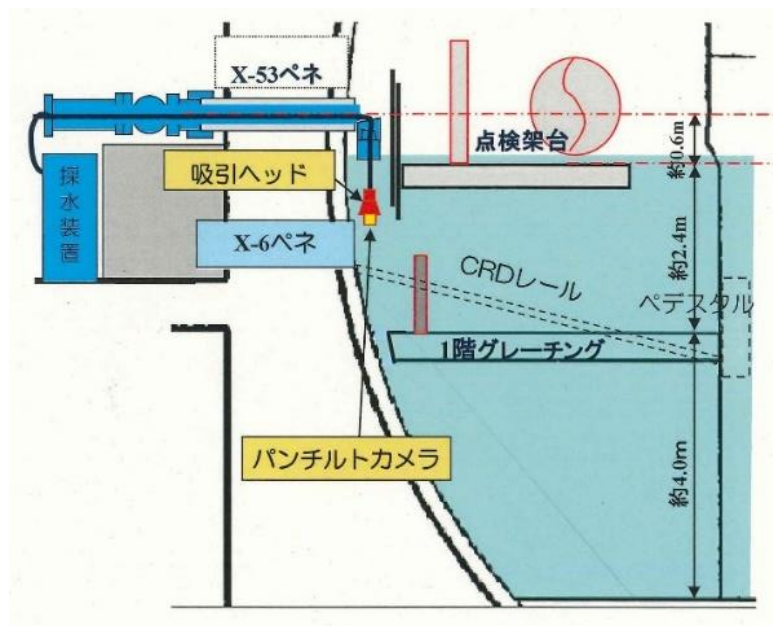 X-53ペネ
点検架台
約0.6m
吸引ヘッド
採水装置
X-6ペネ
約2.4m
CRDレール
ペデスタル
1階グレーチング
パンチルトカメラ
約4.0m